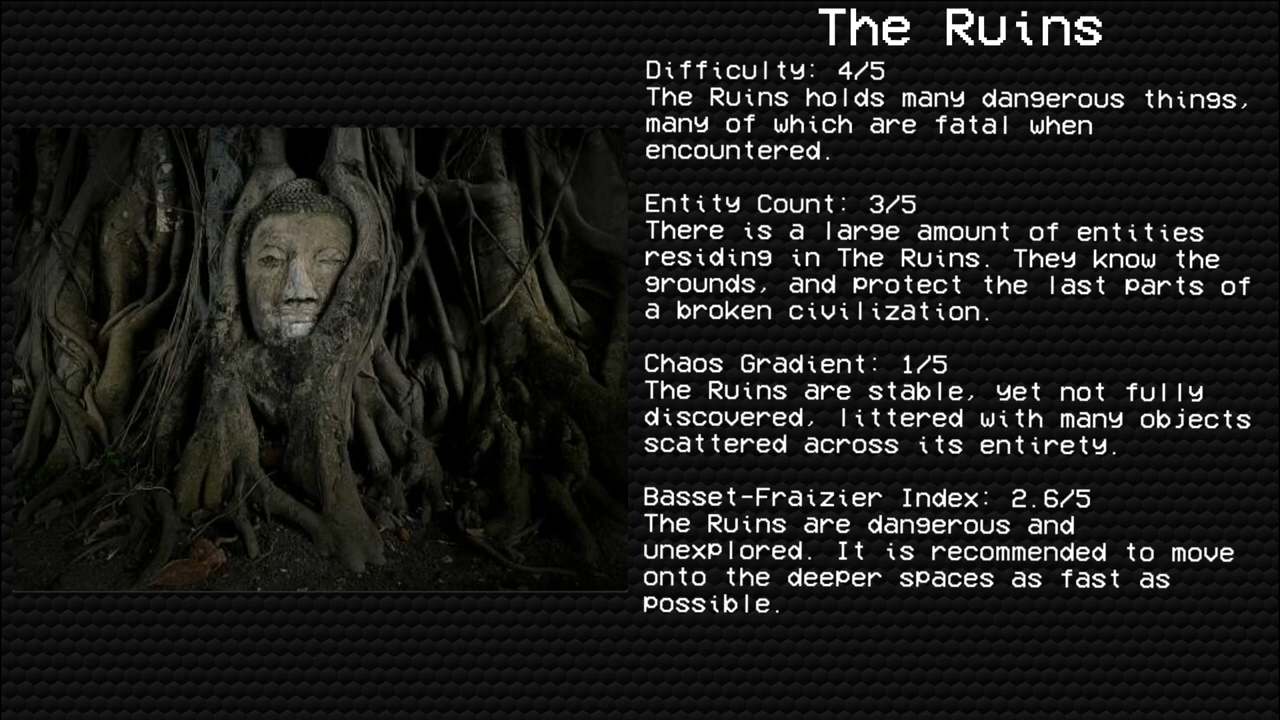 The Ruins
Difficulty: 4/5
The Ruins holds many dangerous things,
many of which are fatal when
encountered.
Entity Count: 3/5
There is a large amount of entities
residing in The Ruins. They know the
grounds, and protect the last parts of
a broken civilization.
Chaos Gradient: 1/5
The Ruins are stable, yet not fully
discovered, littered with many objects
scattered across its entirety.
Basset-Fraizier Index: 2.6/5
The Ruins are dangerous and
unexplored. It is recommended to move
onto the deeper spaces as fast as
possible.